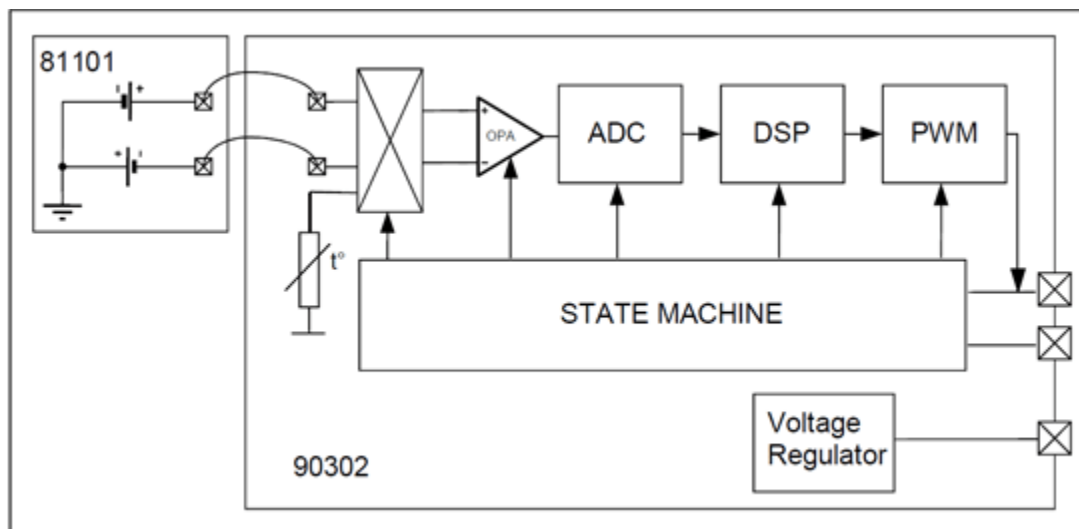 81101
- +
+ -
t°
+
OPA
-
ADC
DSP
PWM
STATE MACHINE
Voltage
Regulator
90302